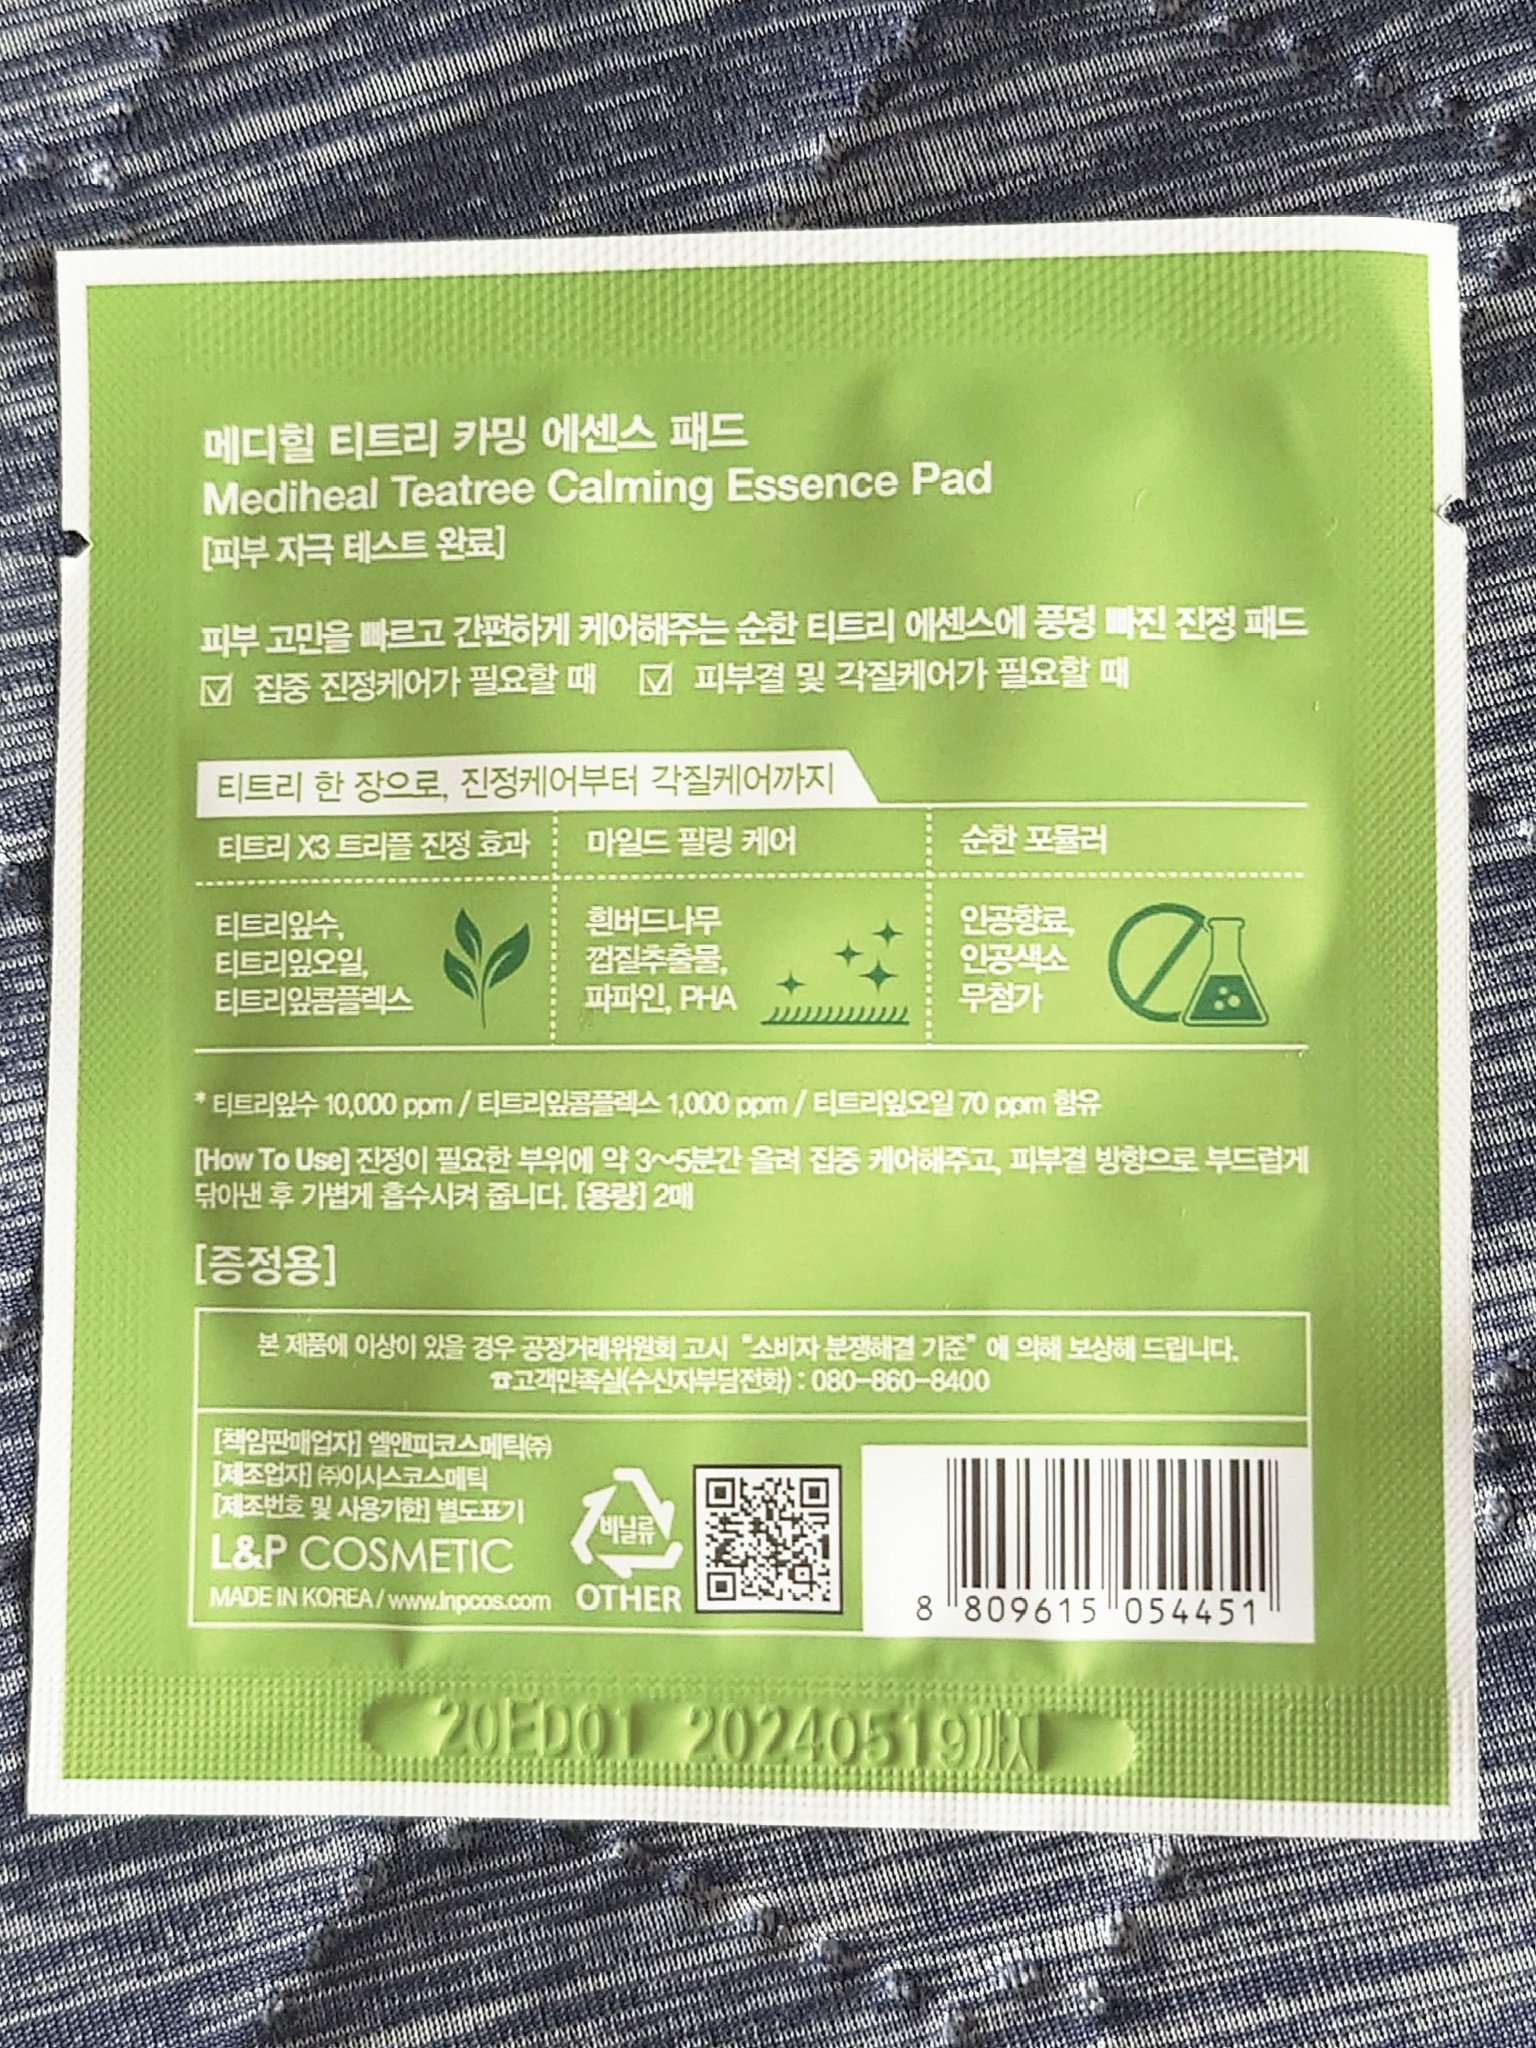 메디힐 티트리 카밍 에센스 패드
Mediheal Teatree Calming Essence Pad
[피부 자극 테스트 완료]
피부 고민을 빠르고 간편하게 케어해주는 순한 티트리 에센스에 풍덩 빠진 진정 패드
☑ 집중 진정케어가 필요할 때 ☑ 피부결 및 각질케어가 필요할 때
티트리 한 장으로, 진정케어부터 각질케어까지
티트리 X3 트리플 진정 효과
티트리잎수,
티트리잎오일,
티트리잎콤플렉스
마일드 필링 케어
흰버드나무
껍질추출물,
파파인, PHA
순한 포뮬러
인공향료,
인공색소
무첨가
* 티트리잎수 10,000 ppm / 티트리잎콤플렉스 1,000 ppm / 티트리잎오일 70 ppm 함유
[How To Use] 진정이 필요한 부위에 약 3~5분간 올려 집중 케어해주고, 피부결 방향으로 부드럽게
닦아낸 후 가볍게 흡수시켜 줍니다. [용량] 2매
[증정용]
본 제품에 이상이 있을 경우 공정거래위원회 고시 “소비자 분쟁해결 기준” 에 의해 보상해 드립니다.
☎고객만족실(수신자부담전화) : 080-860-8400
[책임판매업자] 엘앤피코스메틱㈜
[제조업자] ㈜이시스코스메틱
[제조번호 및 사용기한] 별도표기
L&P COSMETIC
MADE IN KOREA / www.lnpcos.com
비닐류
OTHER
8 809615 054451
20ED01 20240519까지